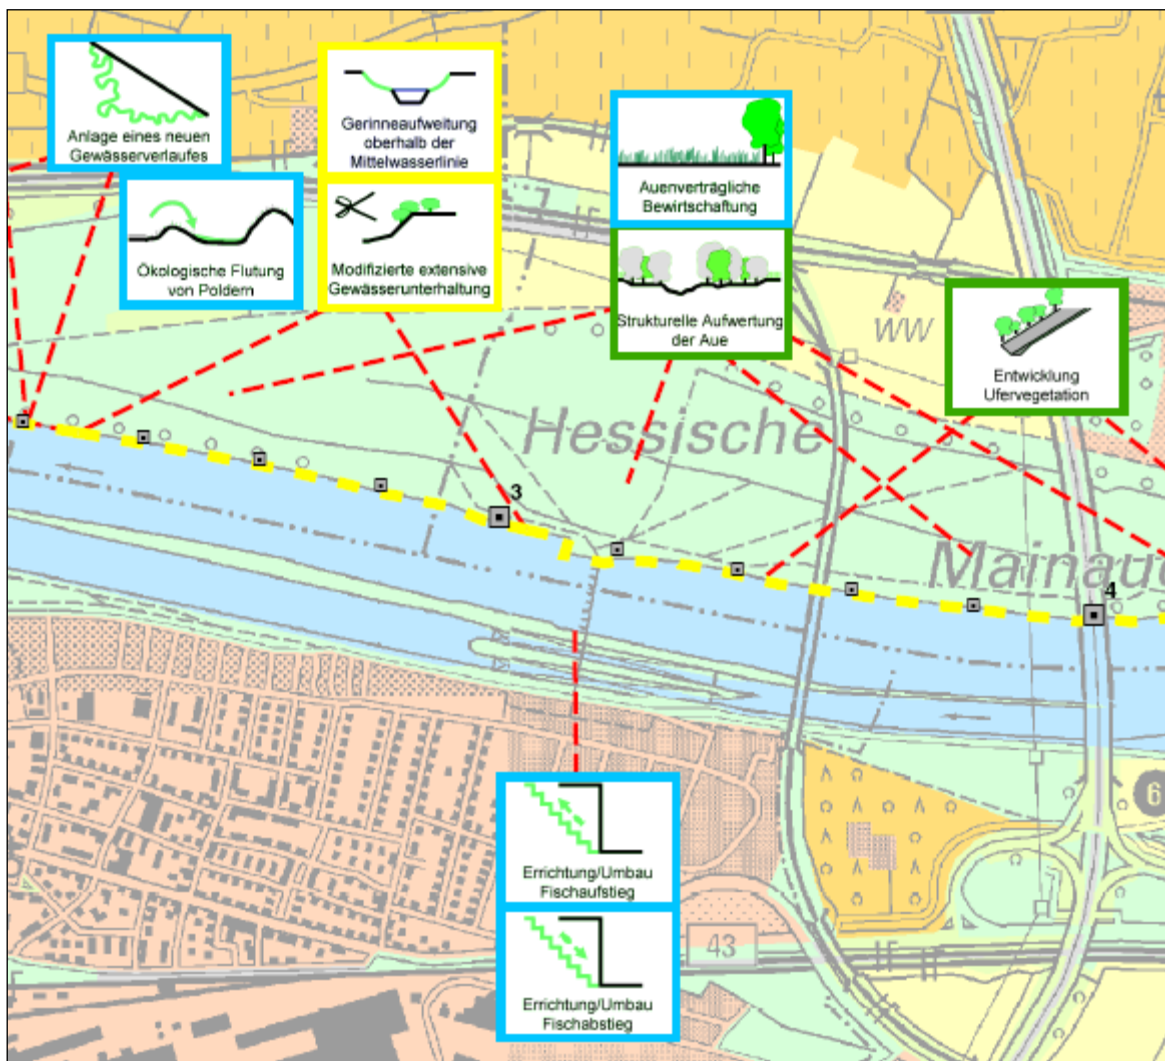 Anlage eines neuen
Gewässerverlaufes
Ökologische Flutung
von Poldern
Gerinneaufweitung
oberhalb der
Mittelwasserlinie
Modifizierte extensive
Gewässerunterhaltung
Auenverträgliche
Bewirtschaftung
Strukturelle Aufwertung
der Aue
WW
Entwicklung
Ufervegetation
Hessische
3
Mainaue
4
6
Errichtung/Umbau
Fischaufstieg
43
Errichtung/Umbau
Fischabstieg